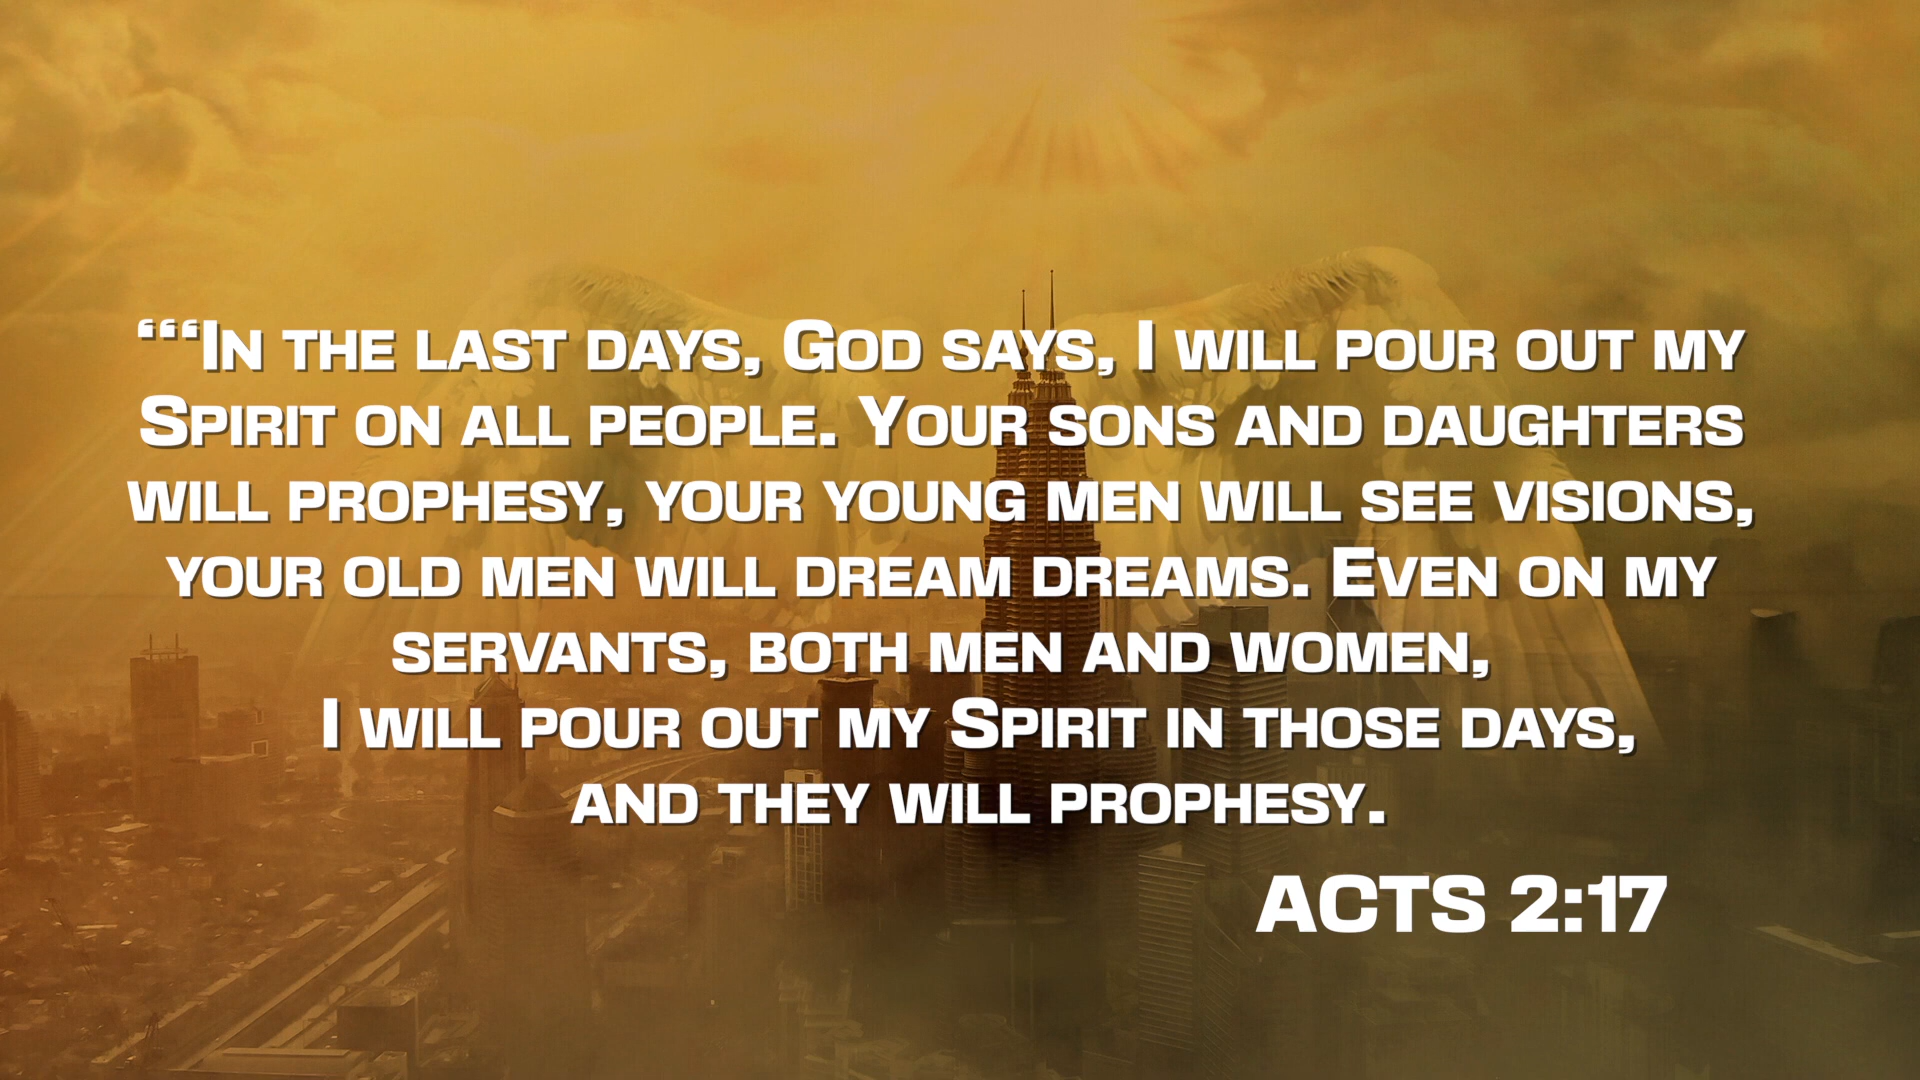 “‘“In the last days, God says, I will pour out my
Spirit on all people. Your sons and daughters
will prophesy, your young men will see visions,
your old men will dream dreams. Even on my
servants, both men and women,
I will pour out my Spirit in those days,
and they will prophesy.
ACTS 2:17